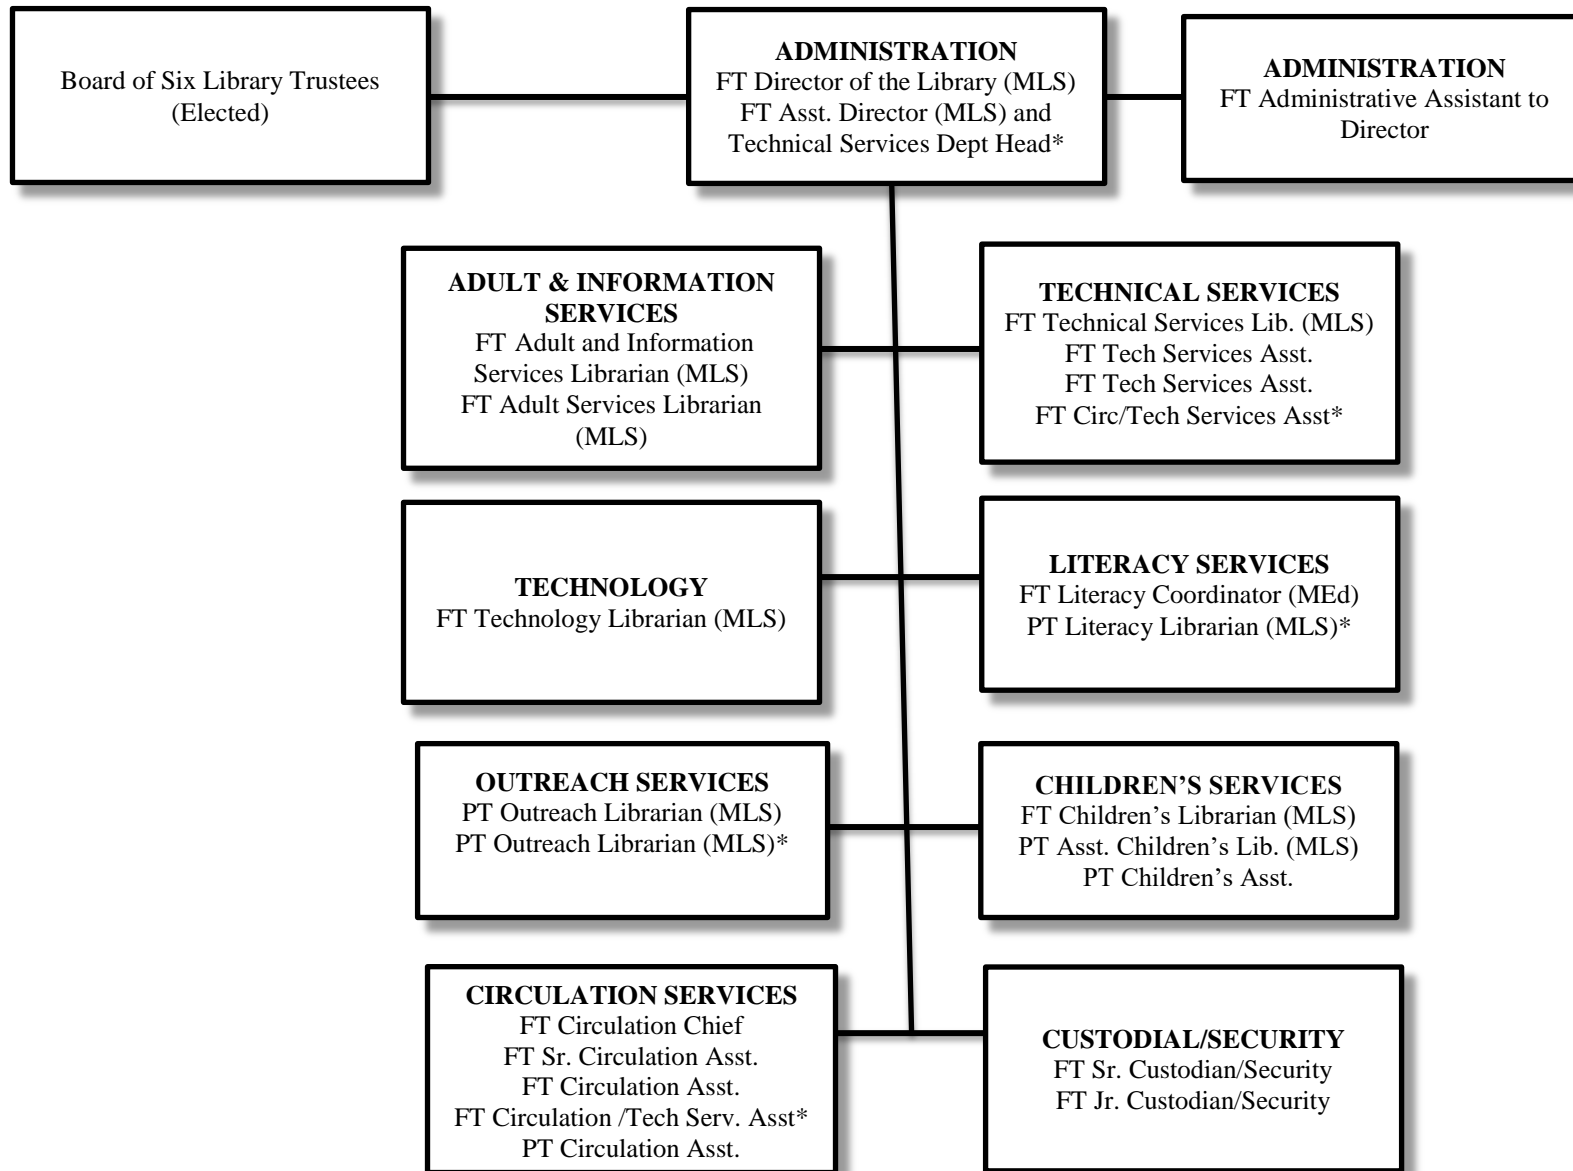 Board of Six Library Trustees
(Elected)
ADMINISTRATION
FT Director of the Library (MLS)
FT Asst. Director (MLS) and
Technical Services Dept Head*
ADMINISTRATION
FT Administrative Assistant to
Director
ADULT & INFORMATION
SERVICES
FT Adult and Information
Services Librarian (MLS)
FT Adult Services Librarian
(MLS)
TECHNICAL SERVICES
FT Technical Services Lib. (MLS)
FT Tech Services Asst.
FT Tech Services Asst.
FT Circ/Tech Services Asst*
TECHNOLOGY
FT Technology Librarian (MLS)
LITERACY SERVICES
FT Literacy Coordinator (MEd)
PT Literacy Librarian (MLS)*
OUTREACH SERVICES
PT Outreach Librarian (MLS)
PT Outreach Librarian (MLS)*
CHILDREN’S SERVICES
FT Children’s Librarian (MLS)
PT Asst. Children’s Lib. (MLS)
PT Children’s Asst.
CIRCULATION SERVICES
FT Circulation Chief
FT Sr. Circulation Asst.
FT Circulation Asst.
FT Circulation /Tech Serv. Asst*
PT Circulation Asst.
CUSTODIAL/SECURITY
FT Sr. Custodian/Security
FT Jr. Custodian/Security